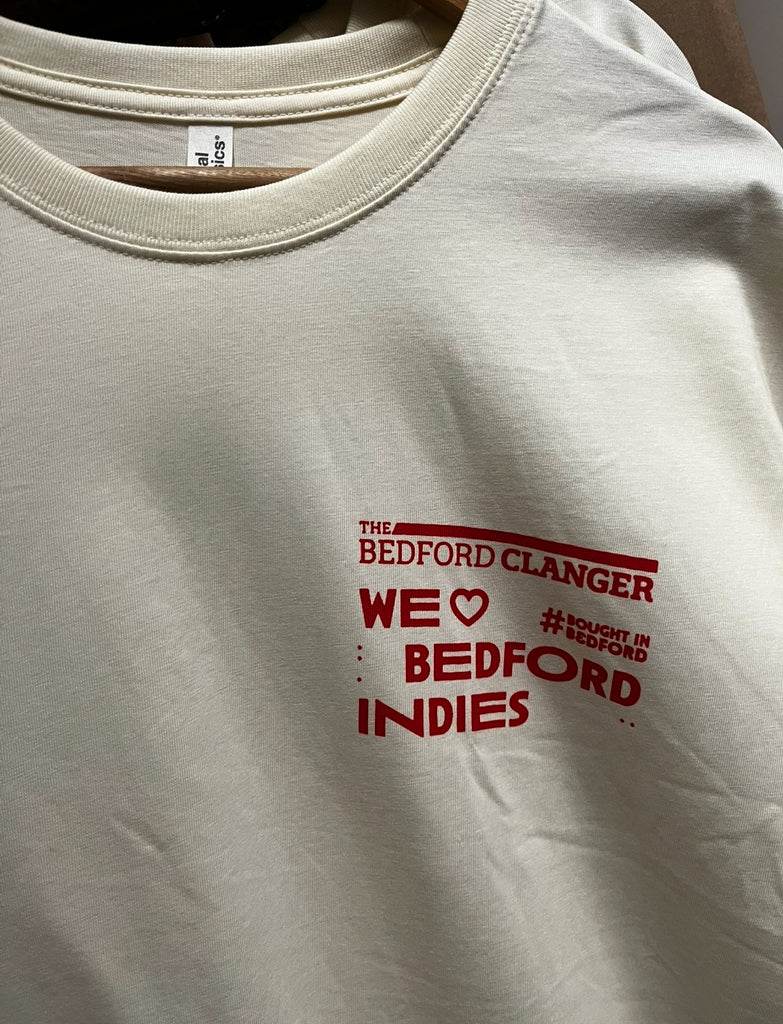 THE
BEDFORD CLANGER
WE ♡
#BOUGHT IN
BEDFORD
BEDFORD
INDIES